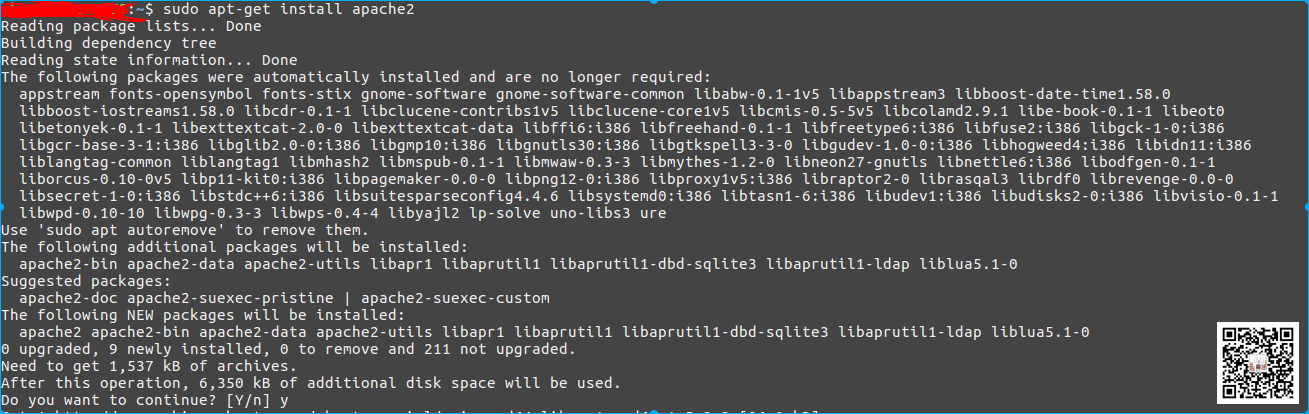 :~$ sudo apt-get install apache2
Reading package lists... Done
Building dependency tree
Reading state information... Done
The following packages were automatically installed and are no longer required:
  appstream fonts-opensymbol fonts-stix gnome-software gnome-software-common libabw-0.1-1v5 libappstream3 libboost-date-time1.58.0
  libboost-iostreams1.58.0 libcdr-0.1-1 libclucene-contribs1v5 libclucene-core1v5 libcmis-0.5-5v5 libcolamd2.9.1 libe-book-0.1-1 libeot0
  libetonyek-0.1-1 libexttextcat-2.0-0 libexttextcat-data libffi6:i386 libfreehand-0.1-1 libfreetype6:i386 libfuse2:i386 libgck-1-0:i386
  libgcr-base-3-1:i386 libglib2.0-0:i386 libgmp10:i386 libgnutls30:i386 libgtkspell3-3-0 libgudev-1.0-0:i386 libhogweed4:i386 libidn11:i386
  liblangtag-common liblangtag1 libmhash2 libmspub-0.1-1 libmwaw-0.3-3 libmythes-1.2-0 libneon27-gnutls libnettle6:i386 libodfgen-0.1-1
  liborcus-0.10-0v5 libp11-kit0:i386 libpagemaker-0.0-0 libpng12-0:i386 libproxy1v5:i386 libraptor2-0 librasqal3 librdf0 librevenge-0.0-0
  libsecret-1-0:i386 libstdc++6:i386 libsuitesparseconfig4.4.6 libsystemd0:i386 libtasn1-6:i386 libudev1:i386 libudisks2-0:i386 libvisio-0.1-1
  libwpd-0.10-10 libwpg-0.3-3 libwps-0.4-4 libyajl2 lp-solve uno-libs3 ure
Use 'sudo apt autoremove' to remove them.
The following additional packages will be installed:
  apache2-bin apache2-data apache2-utils libapr1 libaprutil1 libaprutil1-dbd-sqlite3 libaprutil1-ldap liblua5.1-0
Suggested packages:
  apache2-doc apache2-suexec-pristine | apache2-suexec-custom
The following NEW packages will be installed:
  apache2 apache2-bin apache2-data apache2-utils libapr1 libaprutil1 libaprutil1-dbd-sqlite3 libaprutil1-ldap liblua5.1-0
0 upgraded, 9 newly installed, 0 to remove and 211 not upgraded.
Need to get 1,537 kB of archives.
After this operation, 6,350 kB of additional disk space will be used.
Do you want to continue? [Y/n] y